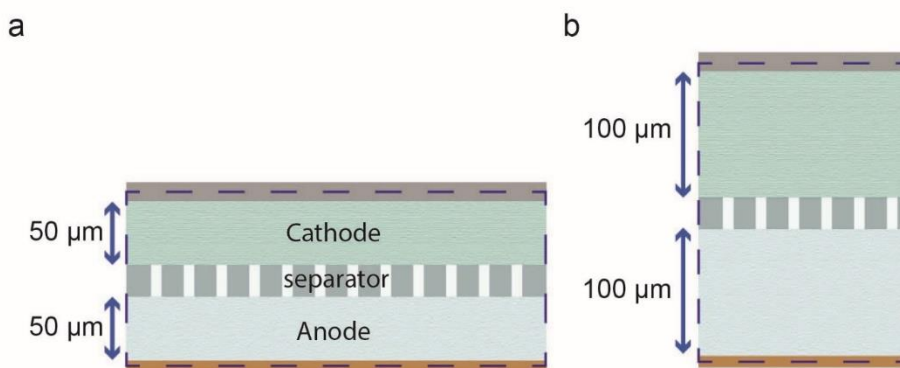 a
50 μm
50 μm
Cathode
separator
Anode
b
100 μm
100 μm